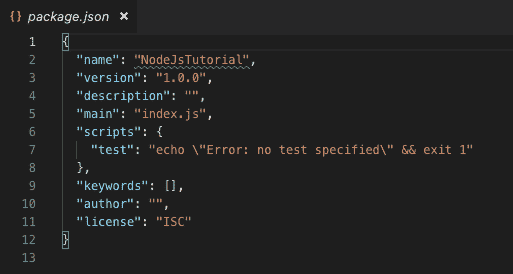 {} package.json ×
1 {
2 "name": "NodeJsTutorial",
3 "version": "1.0.0",
4 "description": "",
5 "main": "index.js",
6 "scripts": {
7 "test": "echo \"Error: no test specified\" && exit 1"
8 },
9 "keywords": [],
10 "author": "",
11 "license": "ISC"
12 }
13